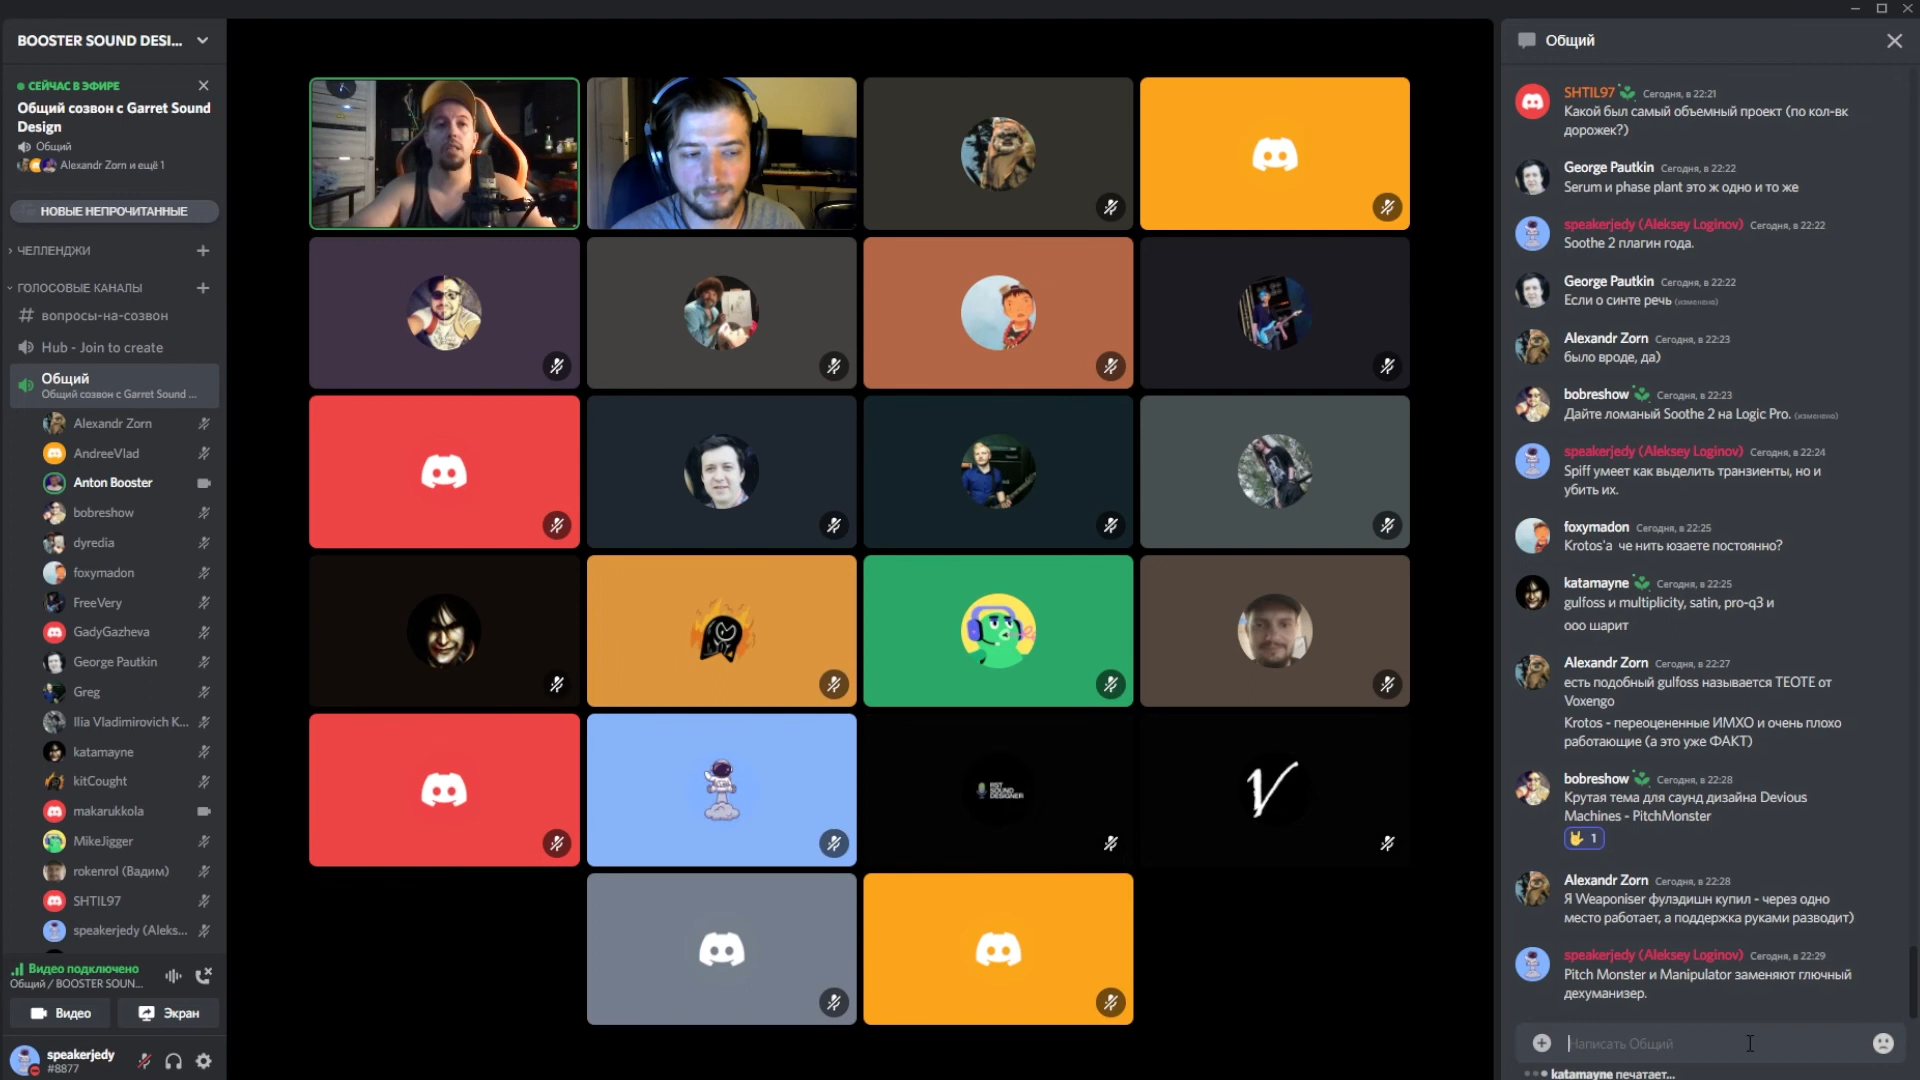 BOOSTER SOUND DESI...
СЕЙЧАС В ЭФИРЕ
Общий созвон с Garret Sound
Design
Общий
Alexandr Zorn и ещё 1
НОВЫЕ НЕПРОЧИТАННЫЕ
ЧЕЛЛЕНДЖИ
ГОЛОСОВЫЕ КАНАЛЫ
вопросы-на-созвон
Hub - Join to create
Общий
Общий созвон с Garret Sound ...
Alexandr Zorn
AndreeVlad
Anton Booster
bobreshow
dyredia
foxymadon
FreeVery
GadyGazheva
George Pautkin
Greg
Ilia Vladimirovich K...
katamayne
kitCought
makarukkola
MikeJigger
rokenrol (Вадим)
SHTIL97
speakerjedy (Aleks...
Видео подключено
Общий / BOOSTER SOUN...
Видео
Экран
speakerjedy
#8877
SOUND
DESIGNER
V
Общий
SHTIL97 Сегодня, в 22:21
Какой был самый объемный проект (по кол-вк
дорожек?)
George Pautkin Сегодня, в 22:22
Serum и phase plant это ж одно и то же
speakerjedy (Aleksey Loginov) Сегодня, в 22:22
Soothe 2 плагин года.
George Pautkin Сегодня, в 22:22
Если о синте речь (изменено)
Alexandr Zorn Сегодня, в 22:23
было вроде, да)
bobreshow Сегодня, в 22:23
Дайте ломаный Soothe 2 на Logic Pro. (изменено)
speakerjedy (Aleksey Loginov) Сегодня, в 22:24
Spiff умеет как выделить транзиенты, но и
убить их.
foxymadon Сегодня, в 22:25
Krotos'а че нить юзаете постоянно?
katamayne Сегодня, в 22:25
gulfoss и multiplicity, satin, pro-q3 и
ооо шарит
Alexandr Zorn Сегодня, в 22:27
есть подобный gulfoss называется TEOTE от
Voxengo
Krotos - переоцененные ИМХО и очень плохо
работающие (а это уже ФАКТ)
bobreshow Сегодня, в 22:28
Крутая тема для саунд дизайна Devious
Machines - PitchMonster
1
Alexandr Zorn Сегодня, в 22:28
Я Weaponiser фулэдишн купил - через одно
место работает, а поддержка руками разводит)
speakerjedy (Aleksey Loginov) Сегодня, в 22:29
Pitch Monster и Manipulator заменяют глючный
дехуманизер.
Написать Общий
katamayne печатает...